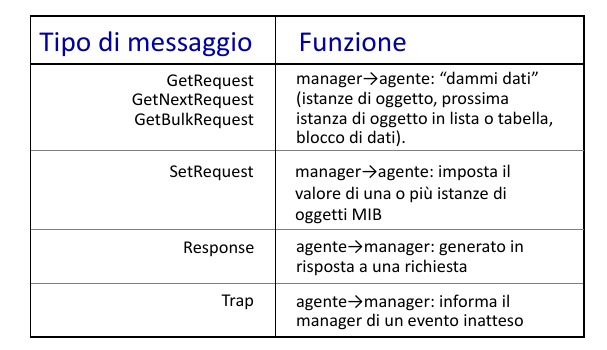 Tipo di messaggio
Funzione
GetRequest
GetNextRequest
GetBulkRequest
manager→agente: “dammi dati”
(istanze di oggetto, prossima
istanza di oggetto in lista o tabella,
blocco di dati).
SetRequest
manager→agente: imposta il
valore di una o più istanze di
oggetti MIB
Response
agente→manager: generato in
risposta a una richiesta
Trap
agente→manager: informa il
manager di un evento inatteso